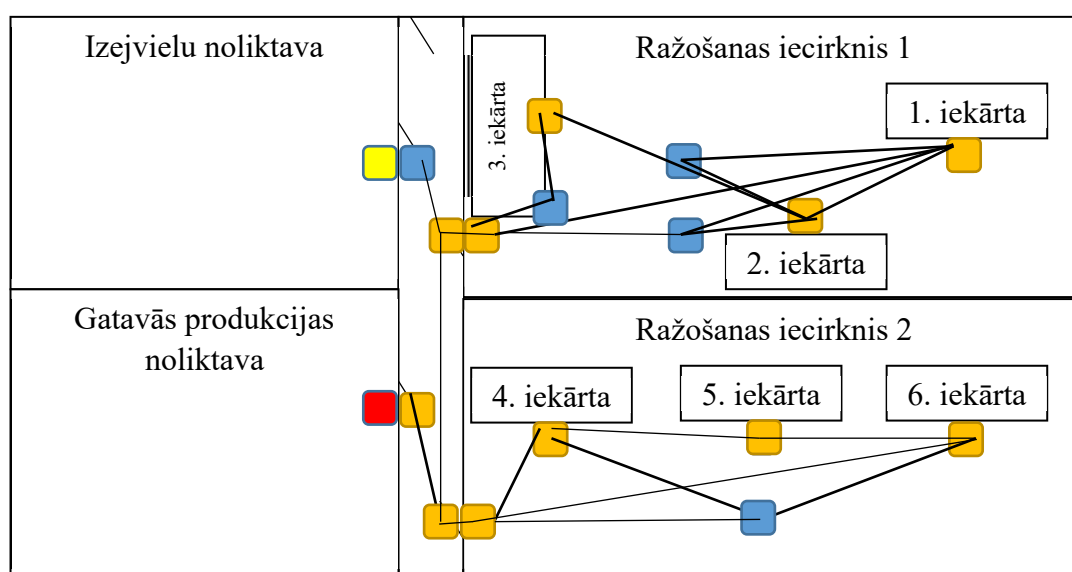 Izejvielu noliktava
Ražošanas iecirknis 1
3. iekārta
1. iekārta
2. iekārta
Gatavās produkcijas
noliktava
Ražošanas iecirknis 2
4. iekārta
5. iekārta
6. iekārta